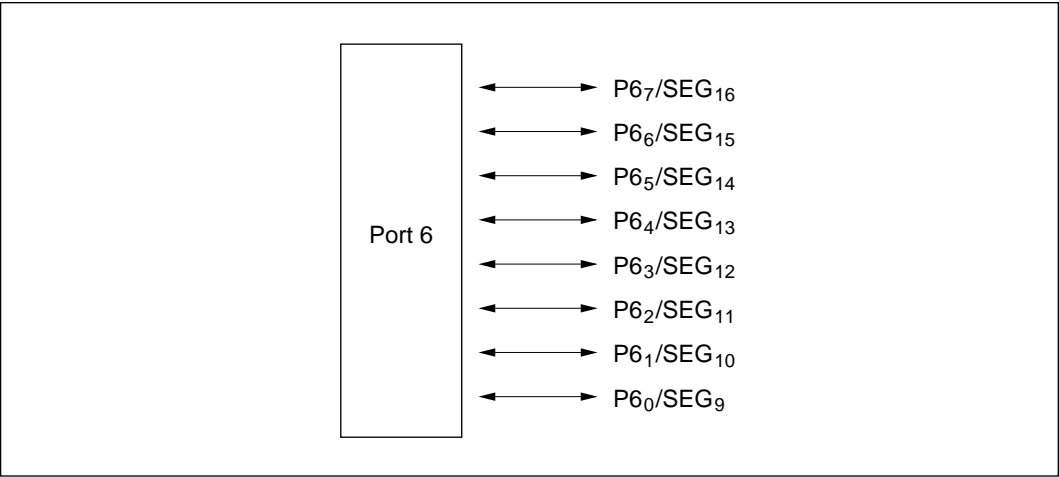 P6₇/SEG₁₆
P6₆/SEG₁₅
P6₅/SEG₁₄
P6₄/SEG₁₃
Port 6
P6₃/SEG₁₂
P6₂/SEG₁₁
P6₁/SEG₁₀
P6₀/SEG₉